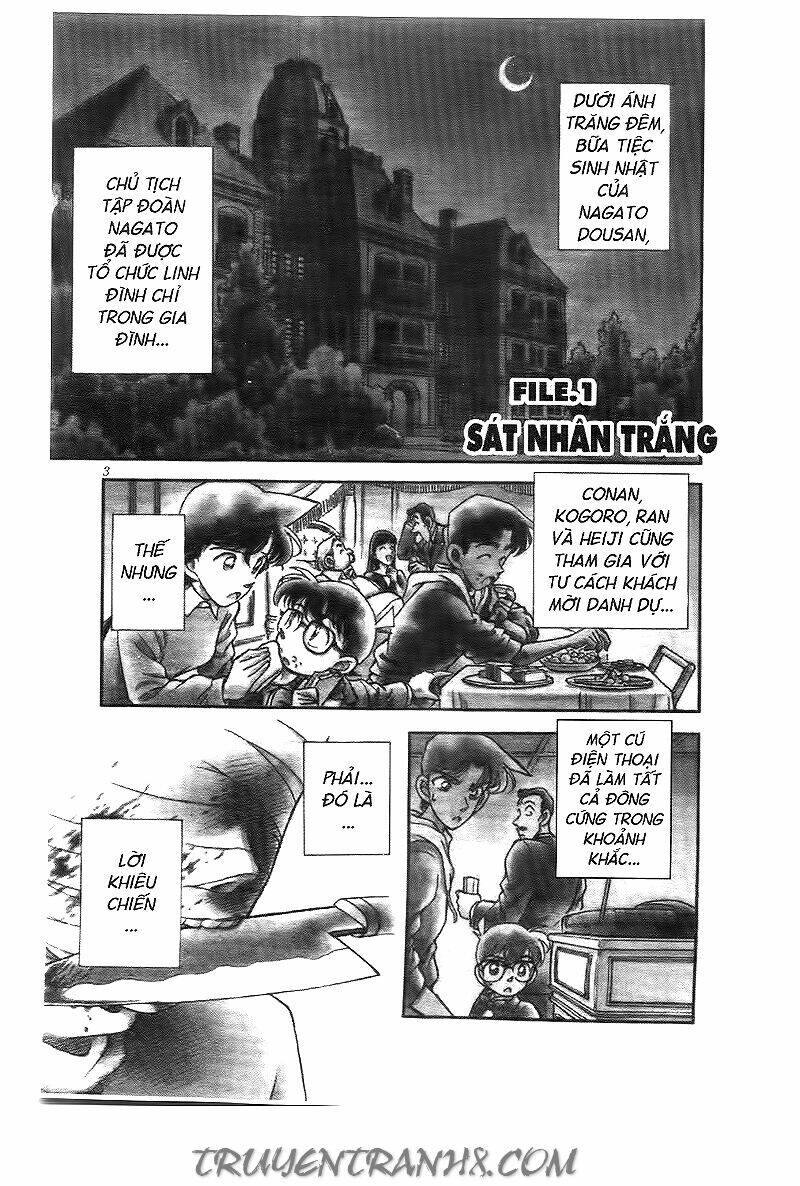 DƯỚI ÁNH
TRĂNG ĐÊM,
BỮA TIỆC
SINH NHẬT
CỦA
NAGATO
DOUSAN,
CHỦ TỊCH
TẬP ĐOÀN
NAGATO
ĐÃ ĐƯỢC
TỔ CHỨC LINH
ĐÌNH CHỈ
TRONG GIA
ĐÌNH...
FILE.1
SÁT NHÂN TRẮNG
3
CONAN,
KOGORO, RAN
VÀ HEIJI CŨNG
THAM GIA VỚI
TƯ CÁCH KHÁCH
MỜI DANH DỰ...
THẾ
NHƯNG
...
MỘT CÚ
ĐIỆN THOẠI
ĐÃ LÀM TẤT
CẢ ĐÔNG
CỨNG TRONG
KHOẢNH
KHẮC...
PHẢI...
ĐÓ LÀ
...
LỜI
KHIÊU
CHIẾN
...
TRUYENTRANH8.COM